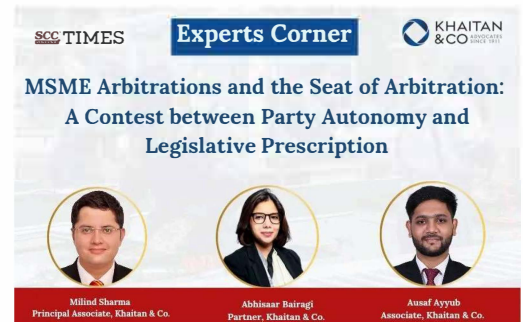 SCC TIMES
Experts Corner
KHAITAN
& CO ADVOCATES
SINCE 1911
MSME Arbitrations and the Seat of Arbitration:
A Contest between Party Autonomy and
Legislative Prescription
Milind Sharma
Principal Associate, Khaitan & Co.
Abhisaar Bairagi
Partner, Khaitan & Co.
Ausaf Ayyub
Associate, Khaitan & Co.